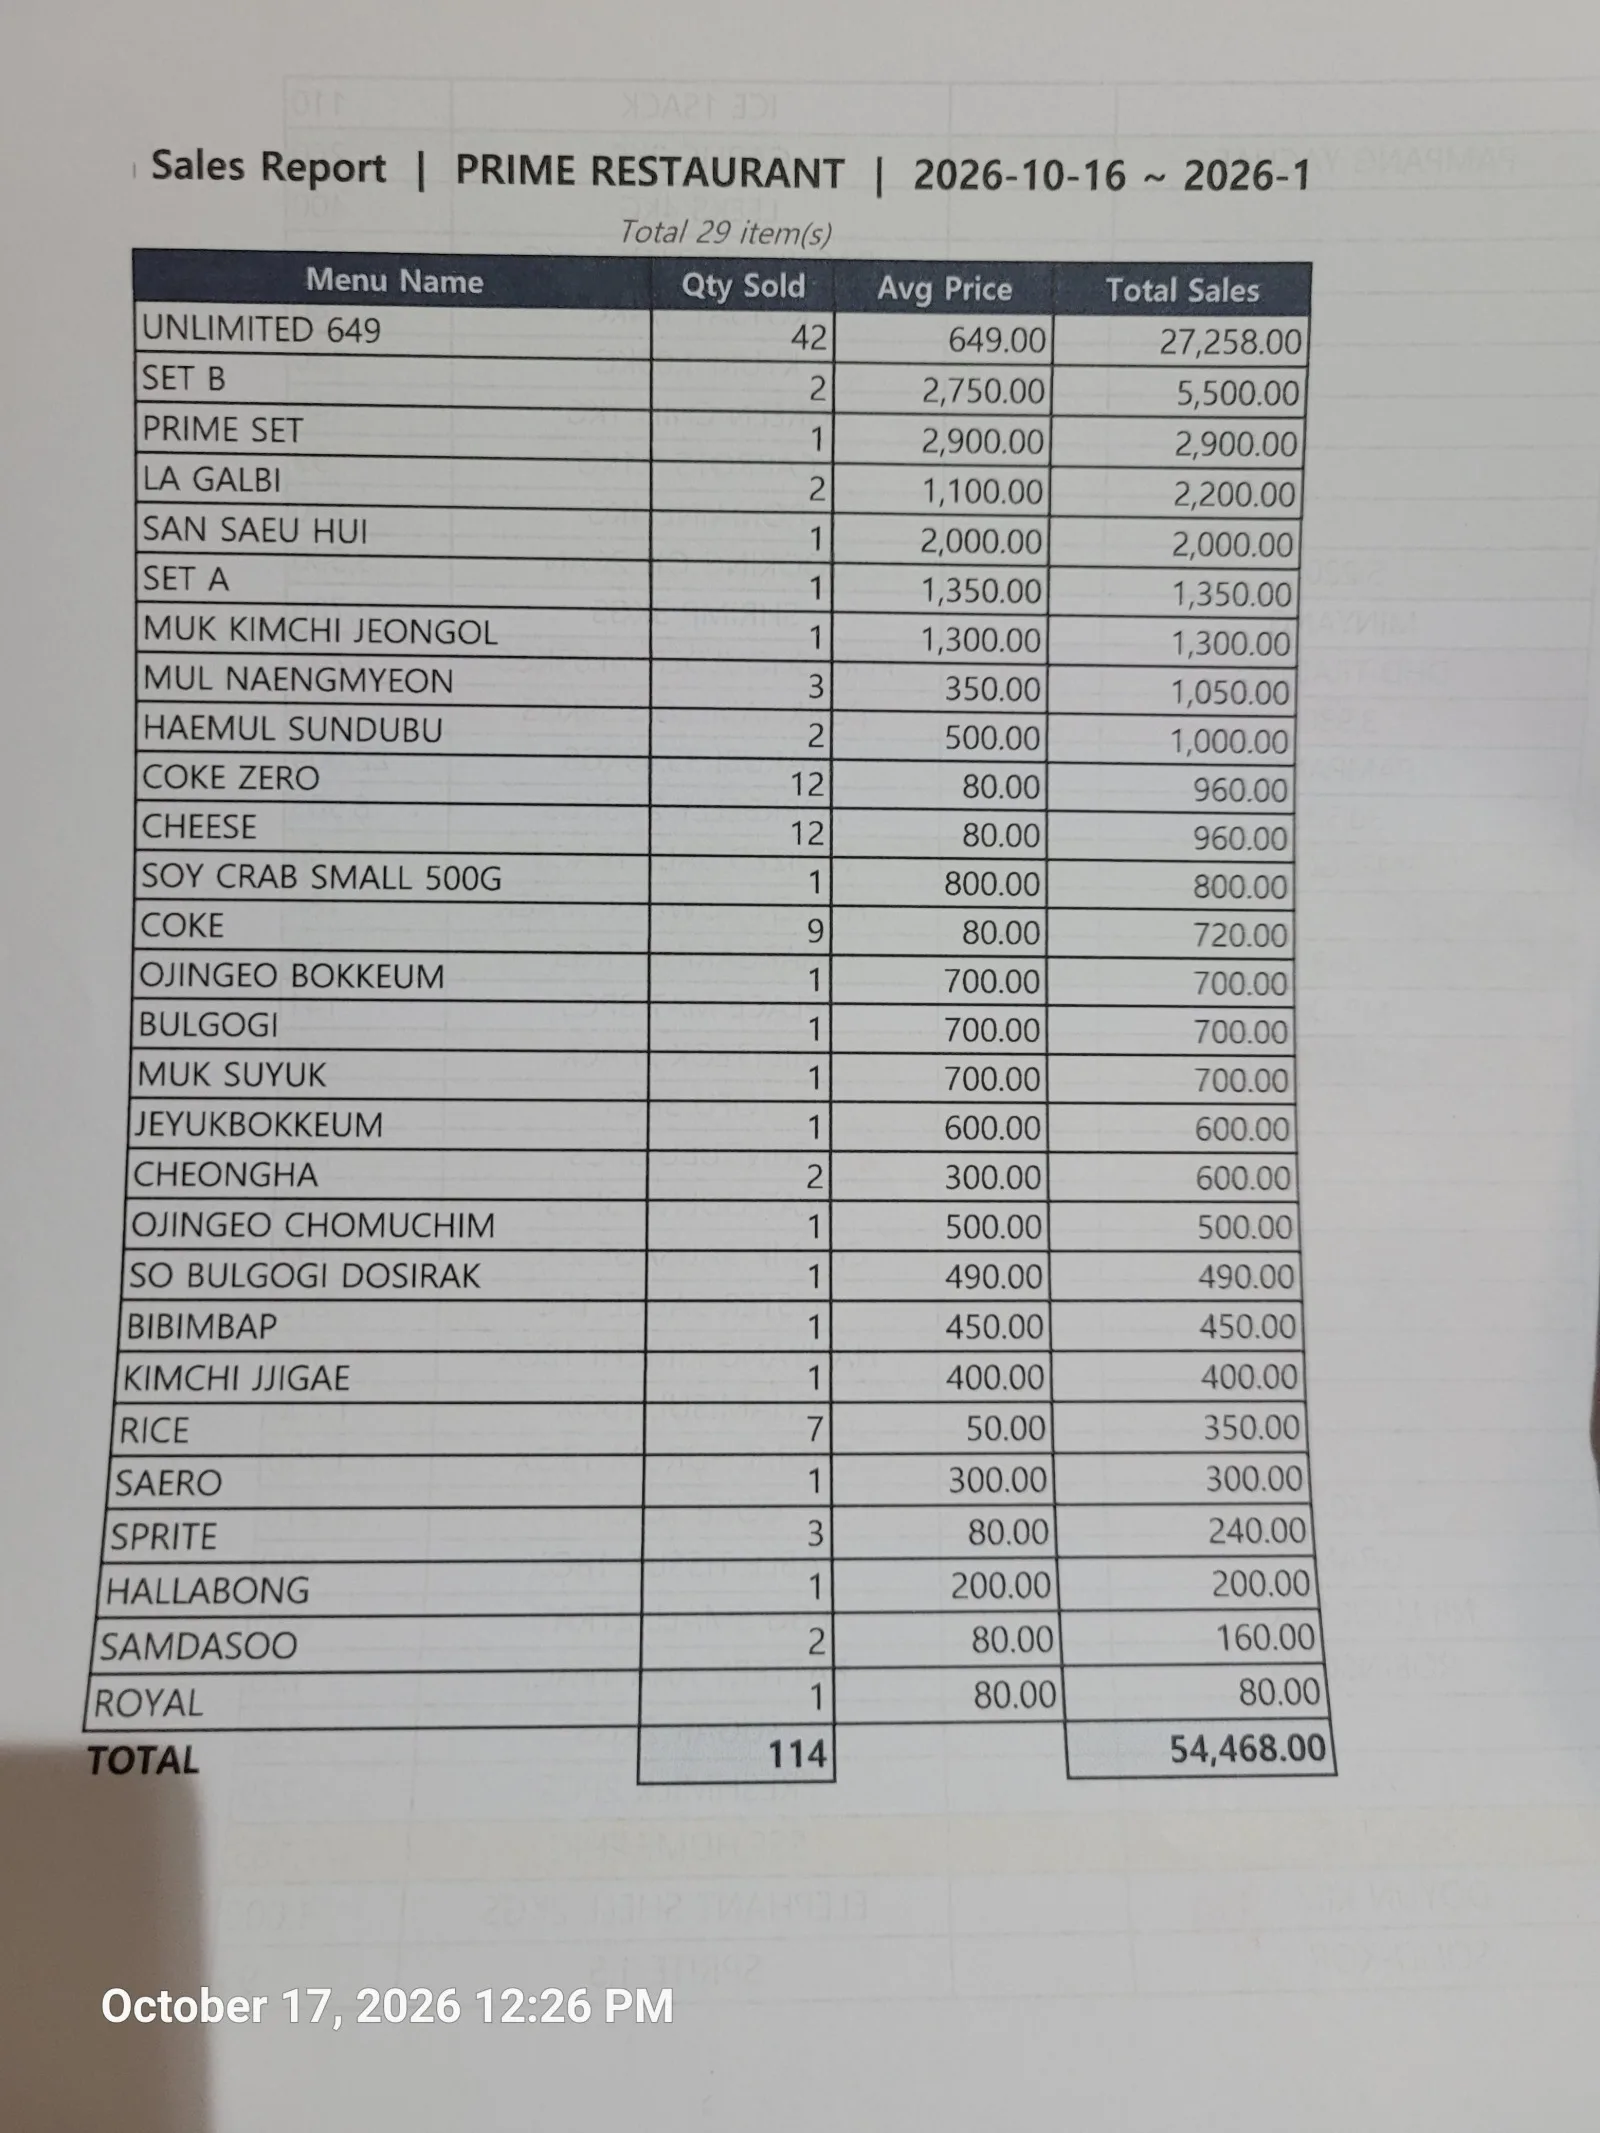 Sales Report | PRIME RESTAURANT | 2026-10-16 ~ 2026-1
Total 29 item(s)
Menu Name Qty Sold Avg Price Total Sales
UNLIMITED 649 42 649.00 27,258.00
SET B 2 2,750.00 5,500.00
PRIME SET 1 2,900.00 2,900.00
LA GALBI 2 1,100.00 2,200.00
SAN SAEU HUI 1 2,000.00 2,000.00
SET A 1 1,350.00 1,350.00
MUK KIMCHI JEONGOL 1 1,300.00 1,300.00
MUL NAENGMYEON 3 350.00 1,050.00
HAEMUL SUNDUBU 2 500.00 1,000.00
COKE ZERO 12 80.00 960.00
CHEESE 12 80.00 960.00
SOY CRAB SMALL 500G 1 800.00 800.00
COKE 9 80.00 720.00
OJINGEO BOKKEUM 1 700.00 700.00
BULGOGI 1 700.00 700.00
MUK SUYUK 1 700.00 700.00
JEYUKBOKKEUM 1 600.00 600.00
CHEONGHA 2 300.00 600.00
OJINGEO CHOMUCHIM 1 500.00 500.00
SO BULGOGI DOSIRAK 1 490.00 490.00
BIBIMBAP 1 450.00 450.00
KIMCHI JJIGAE 1 400.00 400.00
RICE 7 50.00 350.00
SAERO 1 300.00 300.00
SPRITE 3 80.00 240.00
HALLABONG 1 200.00 200.00
SAMDASOO 2 80.00 160.00
ROYAL 1 80.00 80.00
TOTAL 114 54,468.00
October 17, 2026 12:26 PM